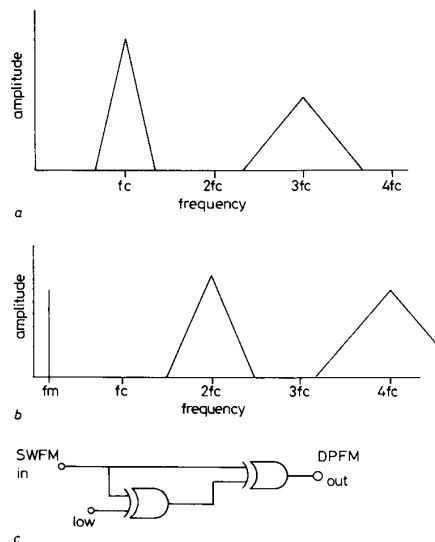 amplitude
fc 2fc 3fc 4fc
frequency
a
amplitude
fm fc 2fc 3fc 4fc
frequency
b
SWFM DPFM
in out
low
c